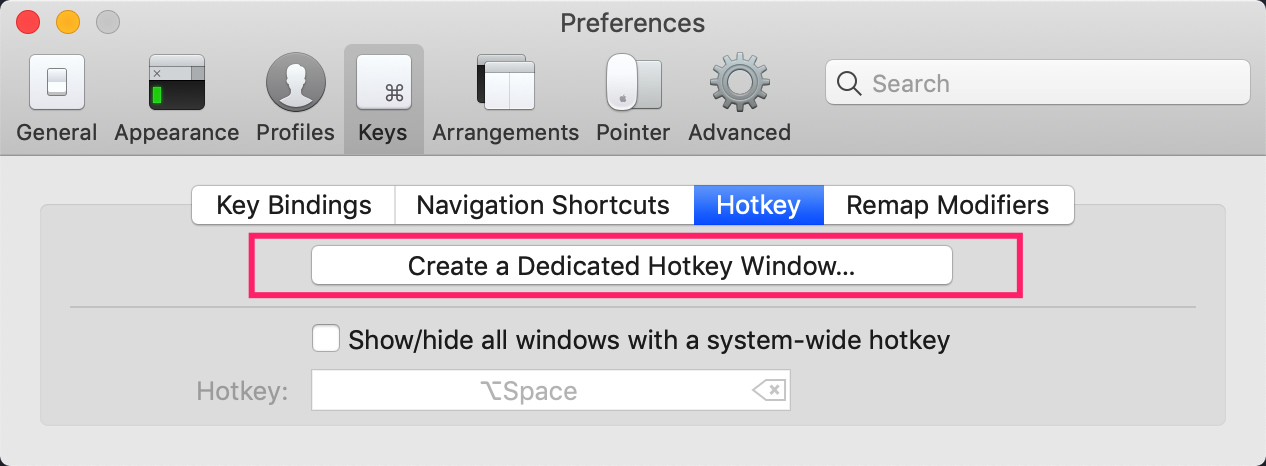 Preferences
General Appearance Profiles Keys Arrangements Pointer Advanced Search
Key Bindings Navigation Shortcuts Hotkey Remap Modifiers
Create a Dedicated Hotkey Window...
Show/hide all windows with a system-wide hotkey
Hotkey: ⌥Space